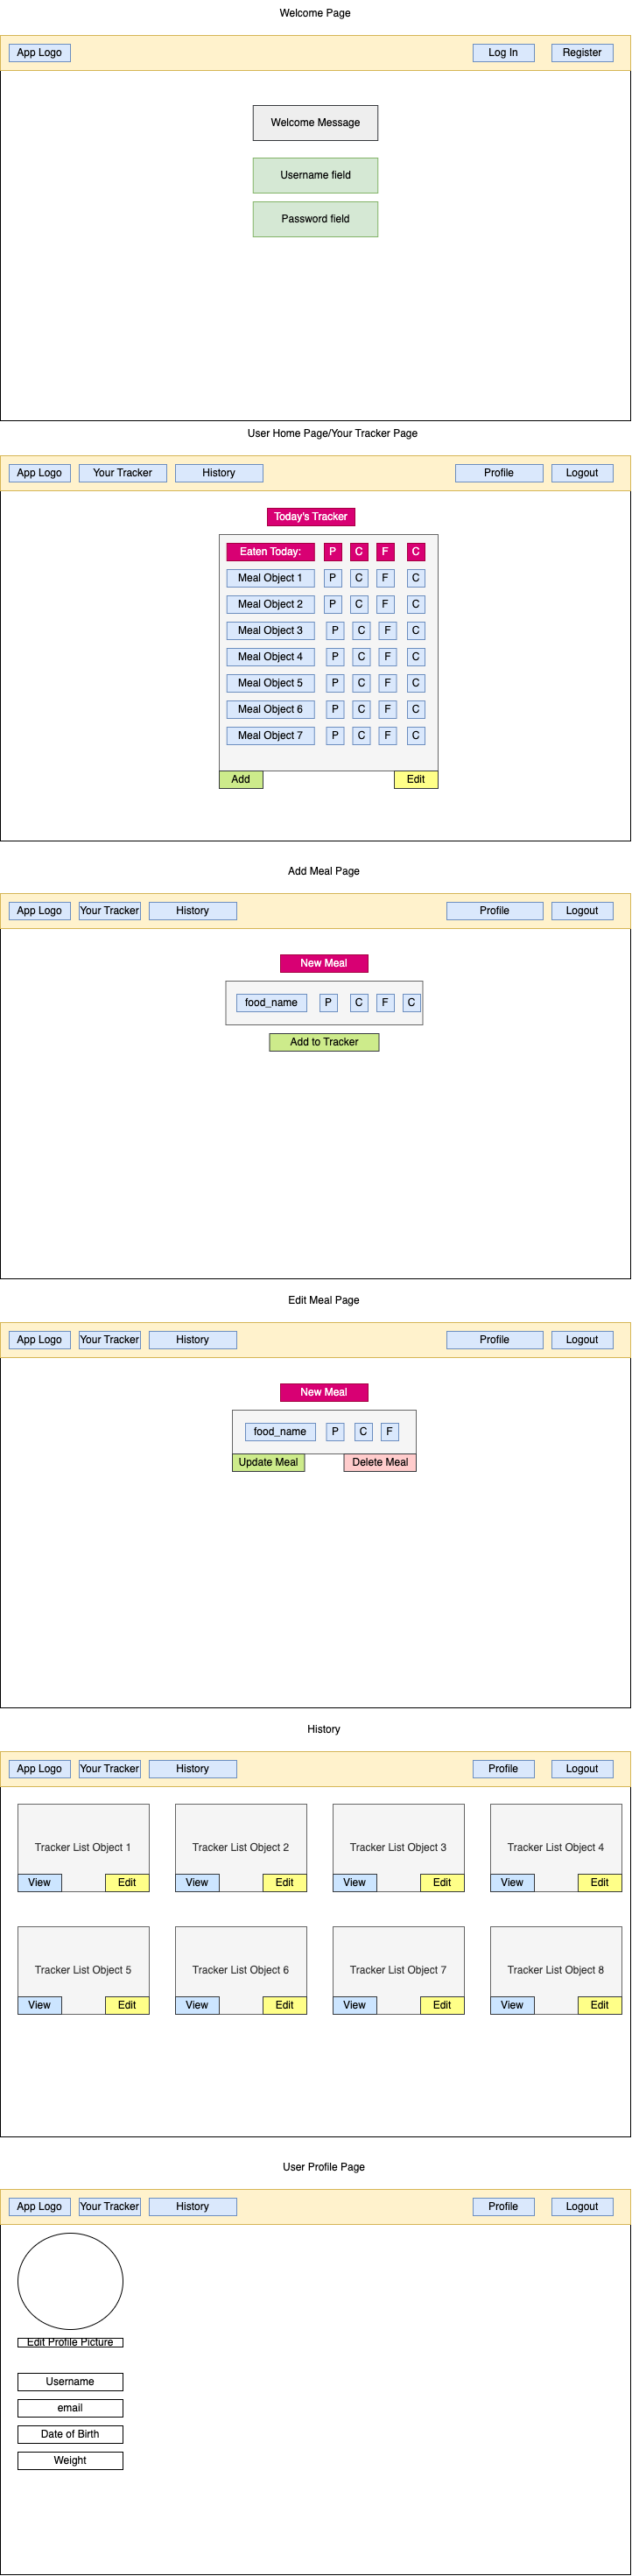 Welcome Page
App Logo Log In Register
Welcome Message
Username field
Password field
User Home Page/Your Tracker Page
App Logo Your Tracker History Profile Logout
Today's Tracker
Eaten Today: P C F C
Meal Object 1 P C F C
Meal Object 2 P C F C
Meal Object 3 P C F C
Meal Object 4 P C F C
Meal Object 5 P C F C
Meal Object 6 P C F C
Meal Object 7 P C F C
Add Edit
Add Meal Page
App Logo Your Tracker History Profile Logout
New Meal
food_name P C F C
Add to Tracker
Edit Meal Page
App Logo Your Tracker History Profile Logout
New Meal
food_name P C F
Update Meal Delete Meal
History
App Logo Your Tracker History Profile Logout
Tracker List Object 1 Tracker List Object 2 Tracker List Object 3 Tracker List Object 4
View Edit View Edit View Edit View Edit
Tracker List Object 5 Tracker List Object 6 Tracker List Object 7 Tracker List Object 8
View Edit View Edit View Edit View Edit
User Profile Page
App Logo Your Tracker History Profile Logout
Edit Profile Picture
Username
email
Date of Birth
Weight